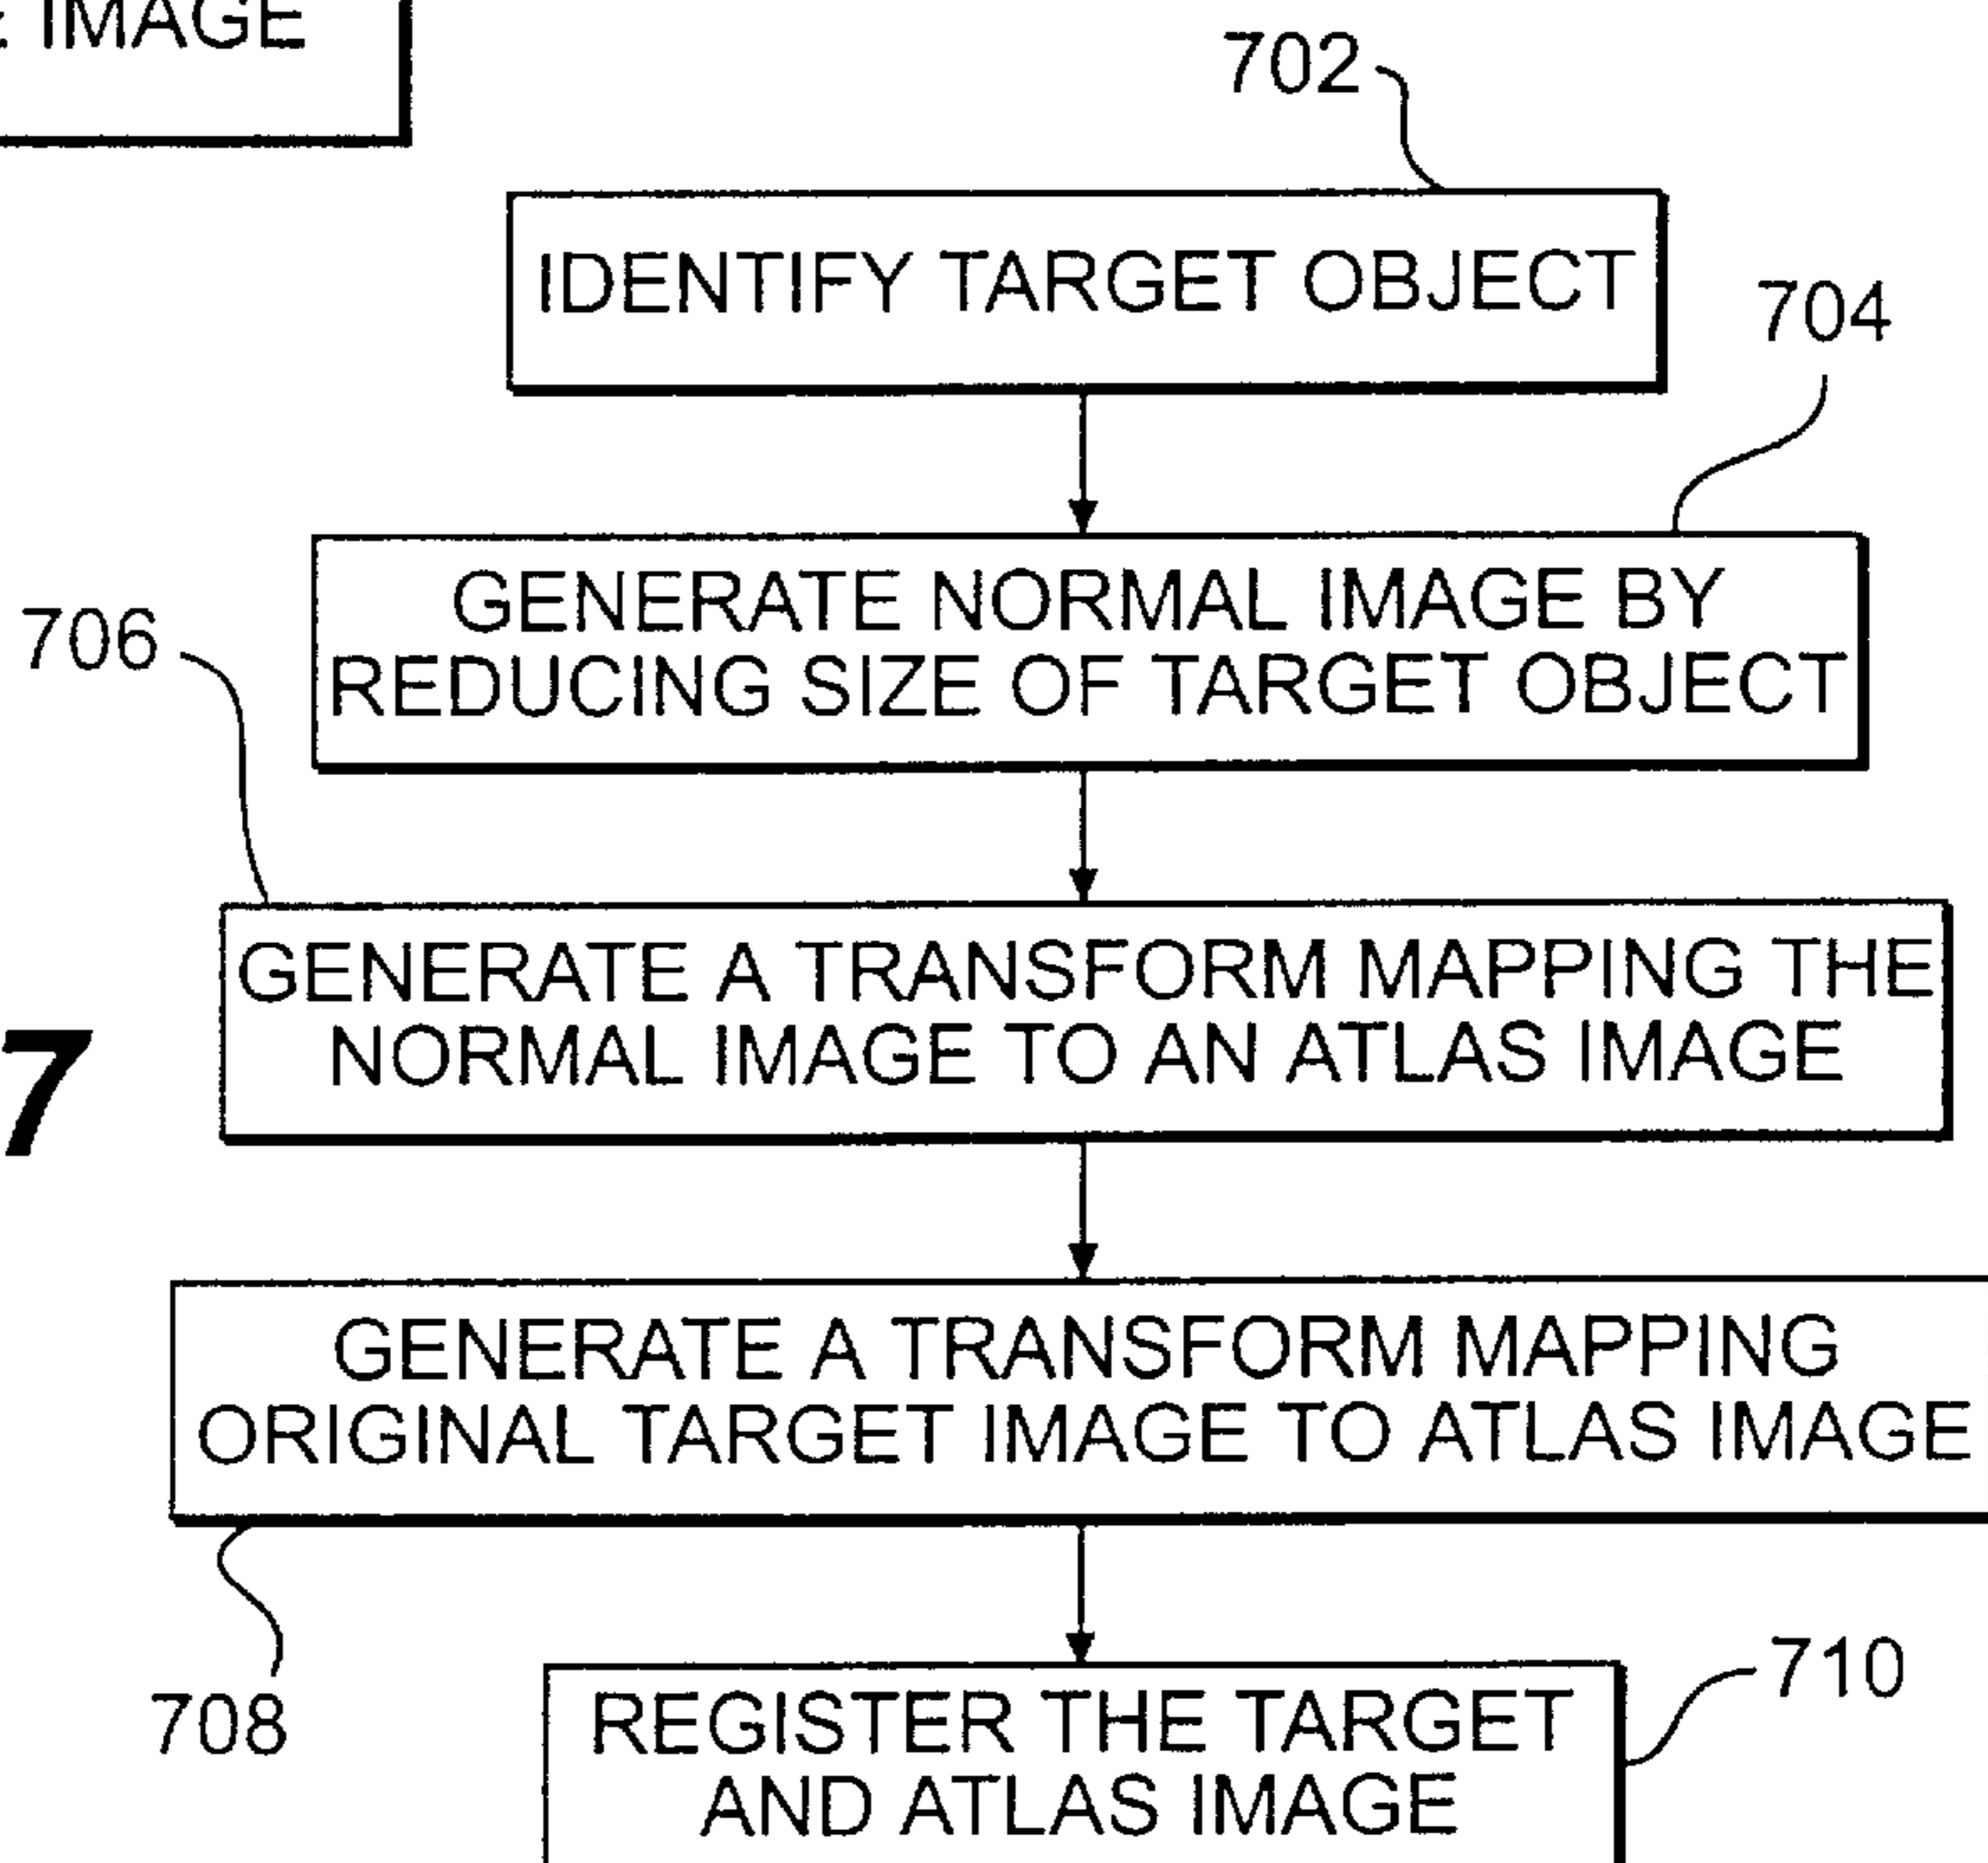 IMAGE
702
IDENTIFY TARGET OBJECT
704
GENERATE NORMAL IMAGE BY
REDUCING SIZE OF TARGET OBJECT
706
GENERATE A TRANSFORM MAPPING THE
NORMAL IMAGE TO AN ATLAS IMAGE
7
GENERATE A TRANSFORM MAPPING
ORIGINAL TARGET IMAGE TO ATLAS IMAGE
708
REGISTER THE TARGET
AND ATLAS IMAGE
710